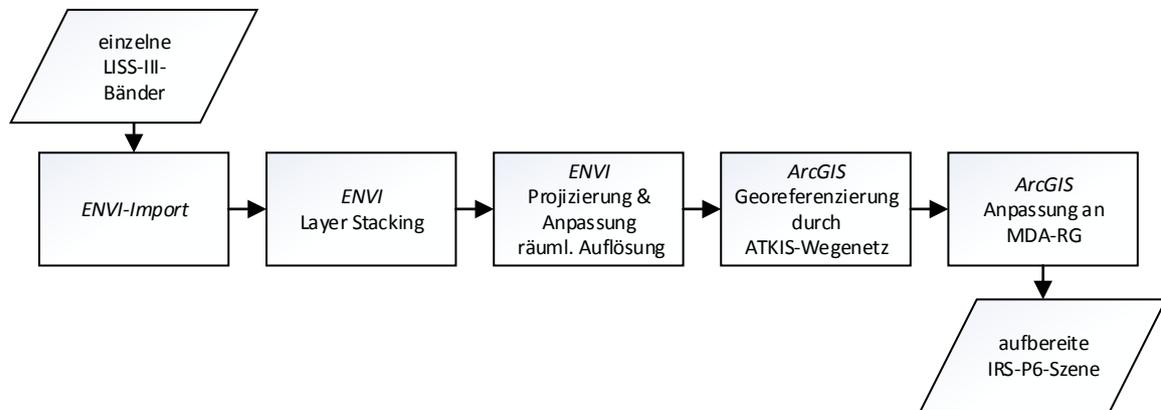 einzelne
LISS-III-
Bänder
ENVI-Import
ENVI
Layer Stacking
ENVI
Projizierung &
Anpassung
räuml. Auflösung
ArcGIS
Georeferenzierung
durch
ATKIS-Wegenetz
ArcGIS
Anpassung an
MDA-RG
aufbereite
IRS-P6-Szene